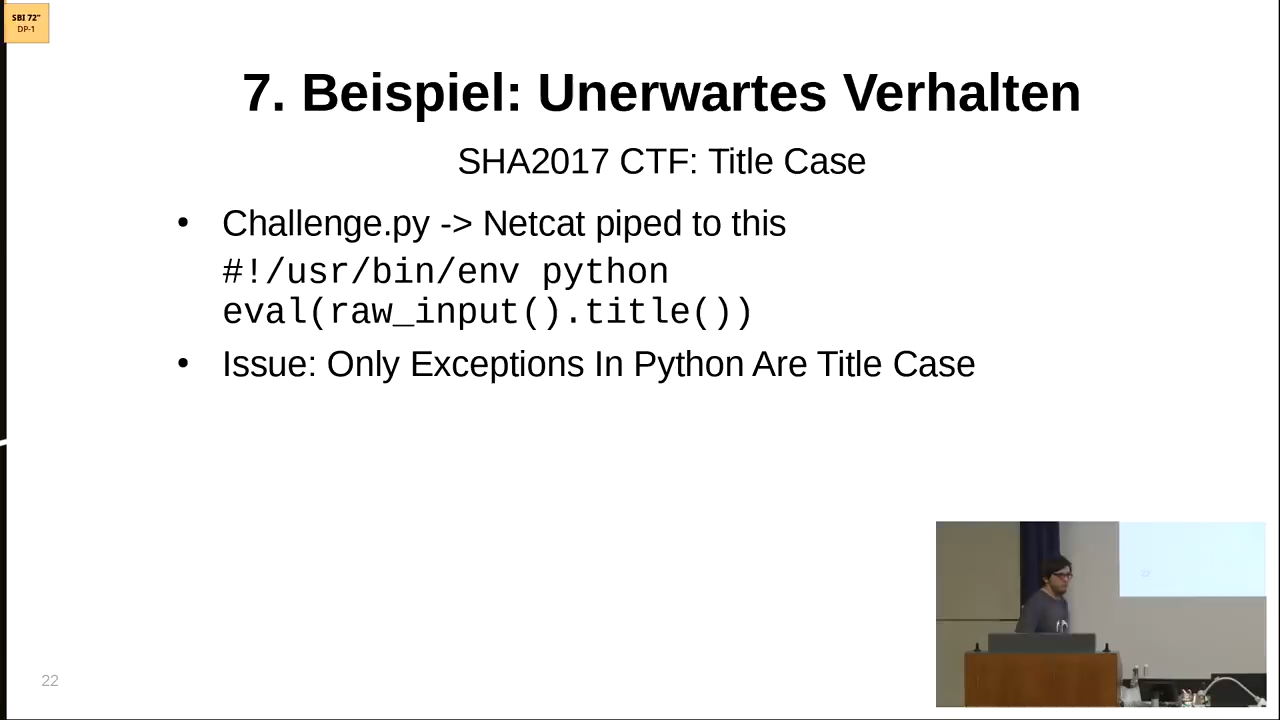 SBI 72"
DP-1
7. Beispiel: Unerwartes Verhalten
SHA2017 CTF: Title Case
• Challenge.py -> Netcat piped to this
#!/usr/bin/env python
eval(raw_input().title())
• Issue: Only Exceptions In Python Are Title Case
22